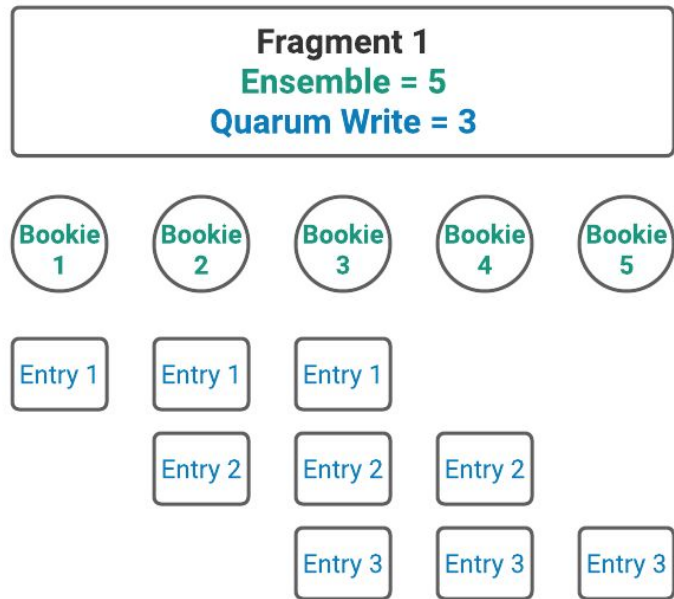 Fragment 1
Ensemble = 5
Quarum Write = 3
Bookie
1
Bookie
2
Bookie
3
Bookie
4
Bookie
5
Entry 1
Entry 1
Entry 1
Entry 2
Entry 2
Entry 2
Entry 3
Entry 3
Entry 3